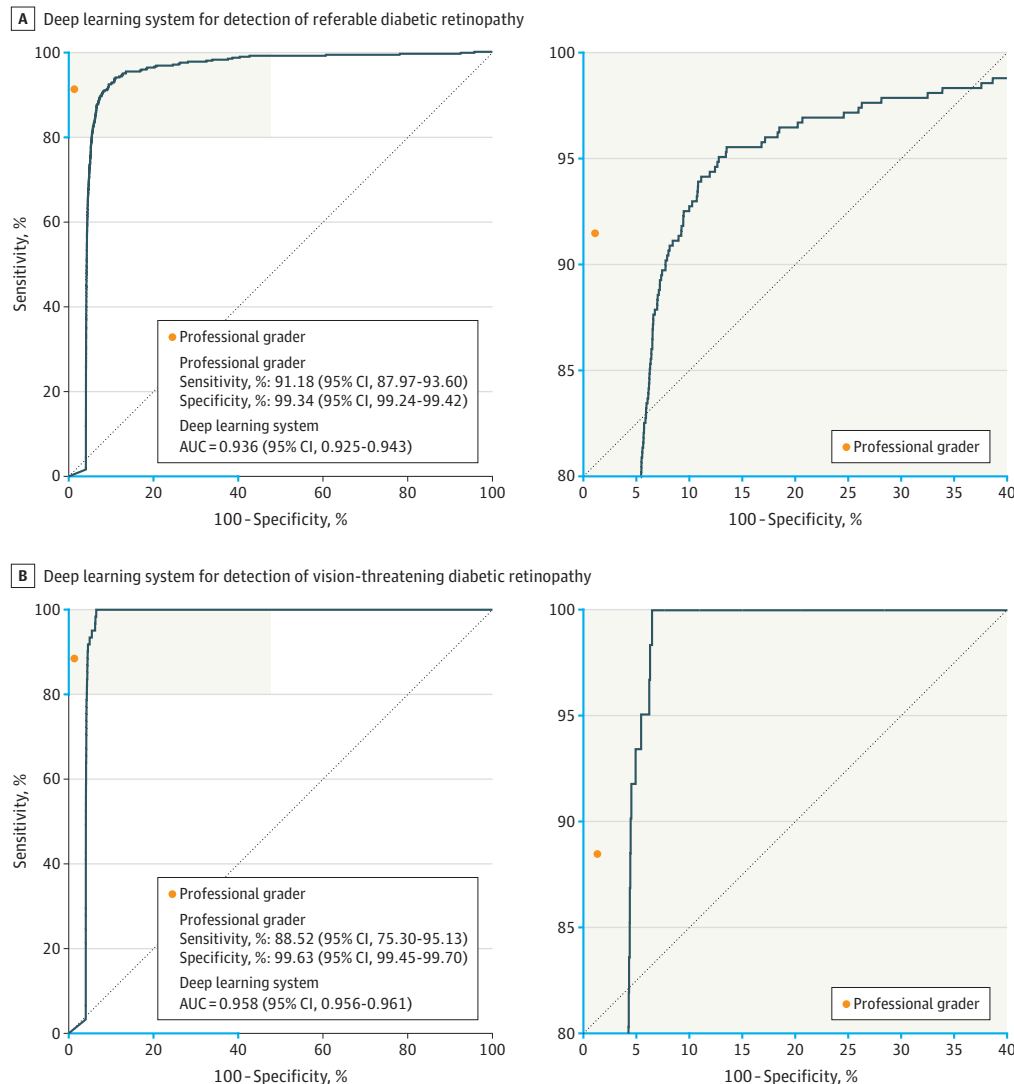 A Deep learning system for detection of referable diabetic retinopathy
100
80
60
40
20
0
Sensitivity, %
0 20 40 60 80 100
100–Specificity, %
Professional grader
Professional grader
Sensitivity, %: 91.18 (95% CI, 87.97-93.60)
Specificity, %: 99.34 (95% CI, 99.24-99.42)
Deep learning system
AUC=0.936 (95% CI, 0.925-0.943)
100
95
90
85
80
0 5 10 15 20 25 30 35 40
100–Specificity, %
Professional grader
B Deep learning system for detection of vision-threatening diabetic retinopathy
100
80
60
40
20
0
Sensitivity, %
0 20 40 60 80 100
100–Specificity, %
Professional grader
Professional grader
Sensitivity, %: 88.52 (95% CI, 75.30-95.13)
Specificity, %: 99.63 (95% CI, 99.45-99.70)
Deep learning system
AUC=0.958 (95% CI, 0.956-0.961)
100
95
90
85
80
0 5 10 15 20 25 30 35 40
100–Specificity, %
Professional grader